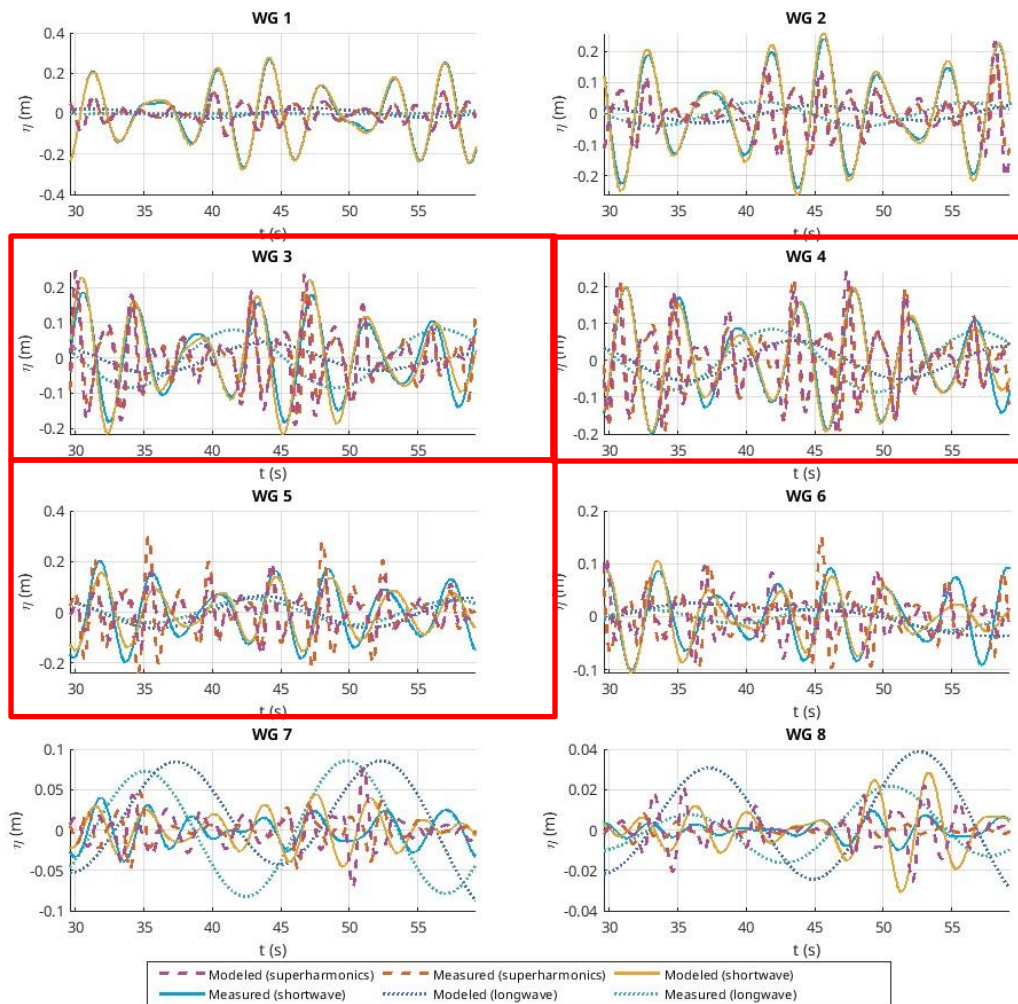 WG 1
0.4
0.2
0
-0.2
-0.4
η (m)
30 35 40 45 50 55
t (s)
WG 2
0.2
0.1
0
-0.1
-0.2
η (m)
30 35 40 45 50 55
t (s)
WG 3
0.2
0.1
0
-0.1
-0.2
η (m)
30 35 40 45 50 55
t (s)
WG 4
0.2
0.1
0
-0.1
-0.2
η (m)
30 35 40 45 50 55
t (s)
WG 5
0.4
0.2
0
-0.2
η (m)
30 35 40 45 50 55
t (s)
WG 6
0.2
0.1
0
-0.1
η (m)
30 35 40 45 50 55
t (s)
WG 7
0.1
0.05
0
-0.05
-0.1
η (m)
30 35 40 45 50 55
t (s)
WG 8
0.04
0.02
0
-0.02
-0.04
η (m)
30 35 40 45 50 55
t (s)
Modeled (superharmonics) Measured (superharmonics) Modeled (shortwave)
Measured (shortwave) Modeled (longwave) Measured (longwave)